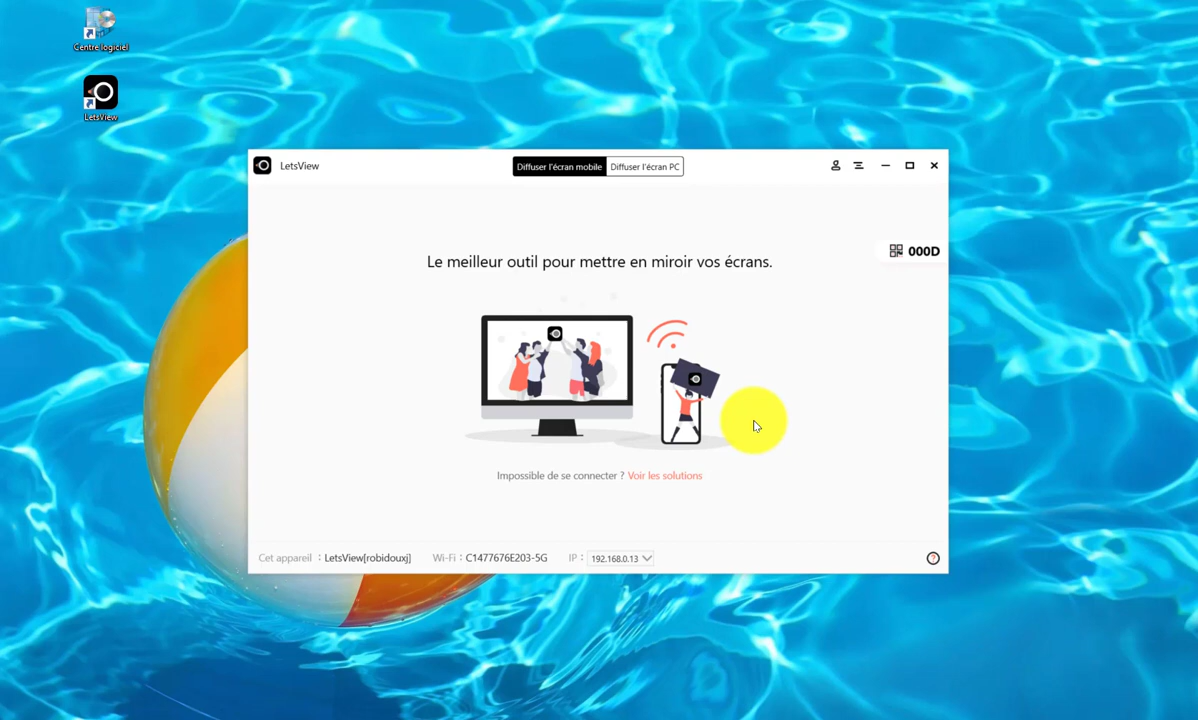 Centre logiciel
LetsView
LetsView
Diffuser l'écran mobile
Diffuser l'écran PC
000D
Le meilleur outil pour mettre en miroir vos écrans.
Impossible de se connecter ? Voir les solutions
Cet appareil : LetsView[robidouxj] Wi-Fi : C1477676E203-5G IP : 192.168.0.13